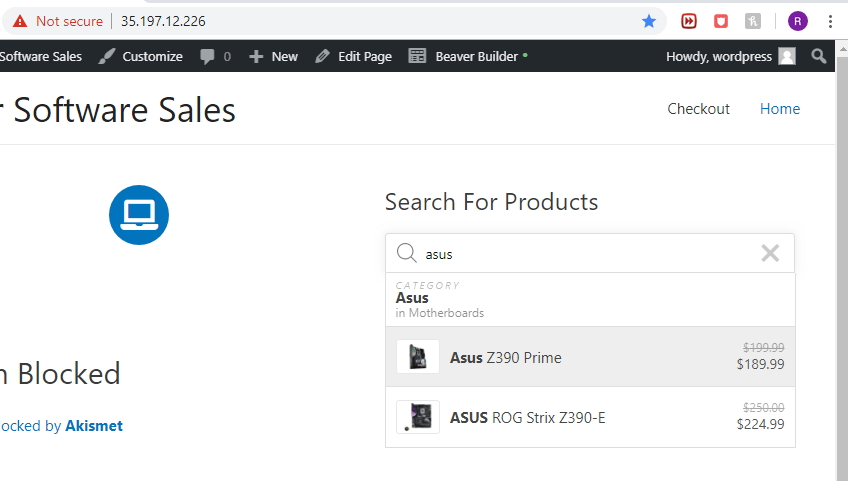 Not secure | 35.197.12.226
R
Software Sales Customize 0 New Edit Page Beaver Builder Howdy, wordpress
r Software Sales
Checkout Home
Search For Products
asus
CATEGORY
Asus
in Motherboards
Asus Z390 Prime
$199.99
$189.99
ASUS ROG Strix Z390-E
$250.00
$224.99
n Blocked
ocked by Akismet